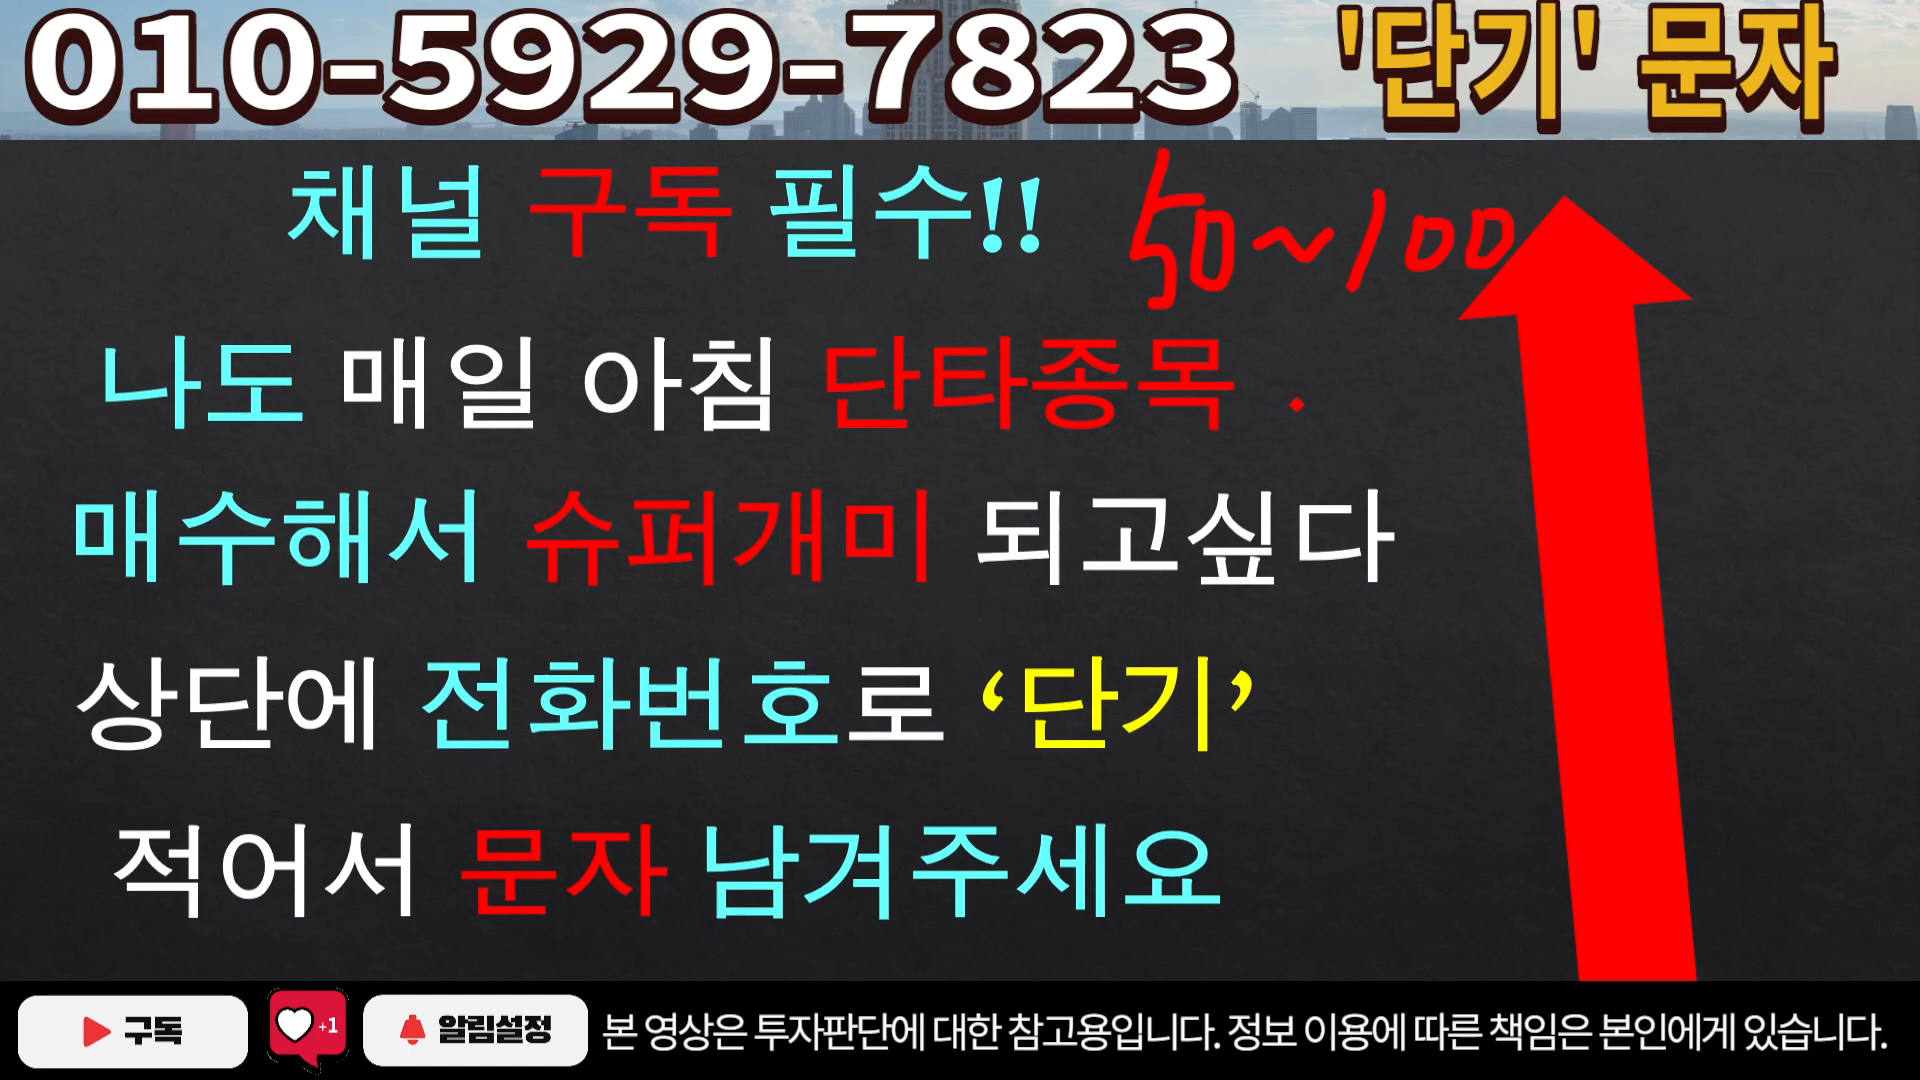 010-5929-7823 '단기' 문자
채널 구독 필수!! 50~100
나도 매일 아침 단타종목 .
매수해서 슈퍼개미 되고싶다
상단에 전화번호로 ‘단기’
적어서 문자 남겨주세요
구독 +1 알림설정 본 영상은 투자판단에 대한 참고용입니다. 정보 이용에 따른 책임은 본인에게 있습니다.